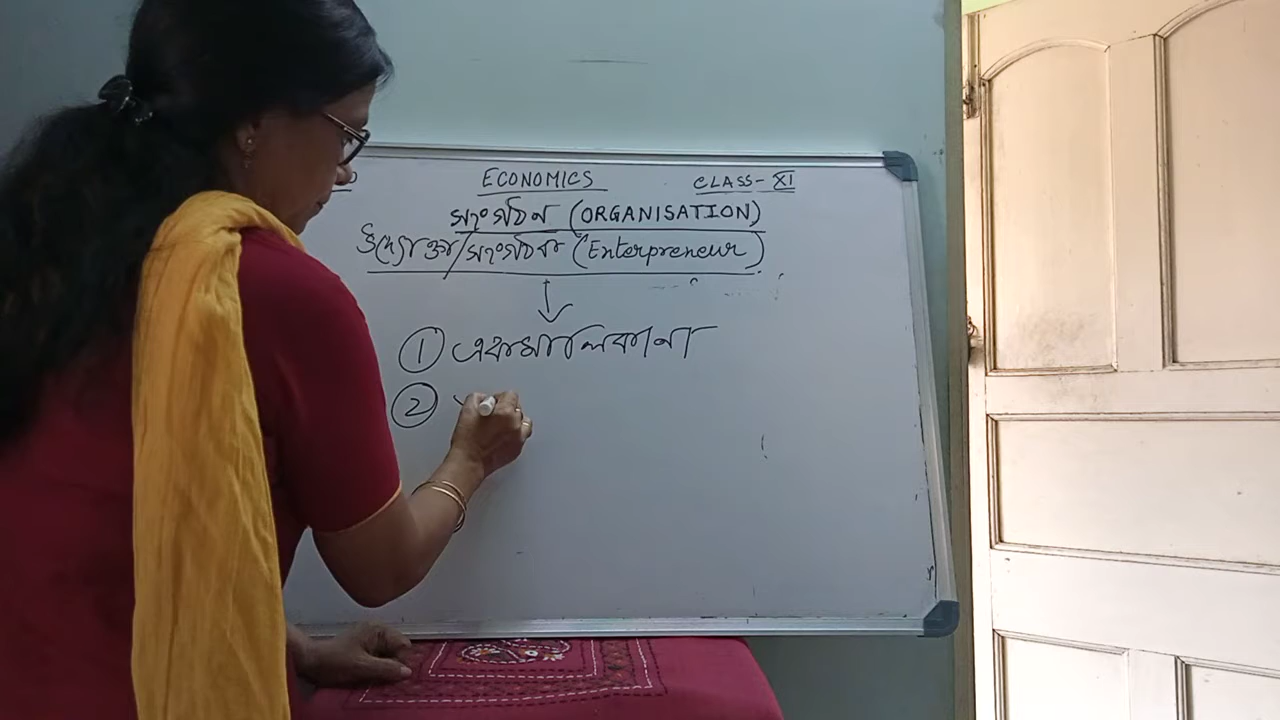 ECONOMICS CLASS-XI
সংগঠন (ORGANISATION)
উদ্যোক্তা/সংগঠক (Enterpreneur)
① একমালিকানা
②